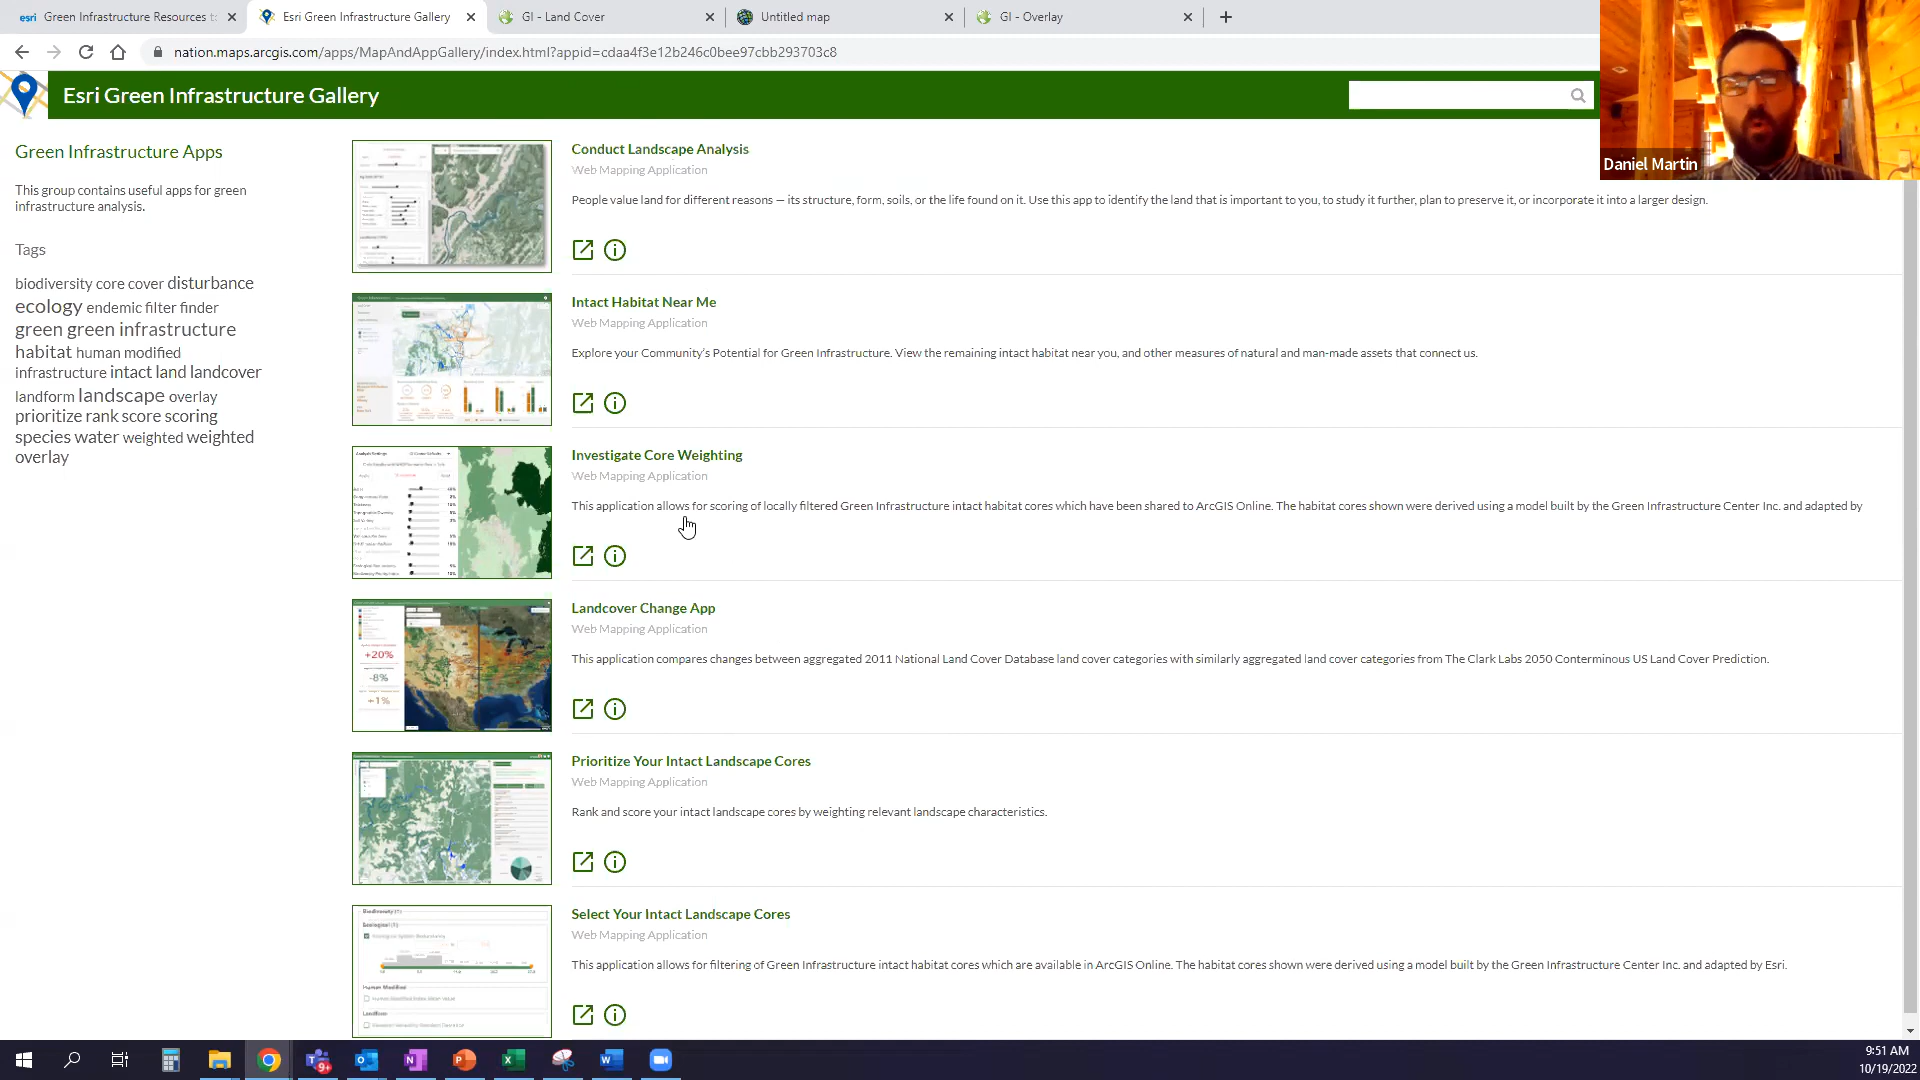 esri Green Infrastructure Resources t
Esri Green Infrastructure Gallery
GI - Land Cover
Untitled map
GI - Overlay
nation.maps.arcgis.com/apps/MapAndAppGallery/index.html?appid=cdaa4f3e12b246c0bee97cbb293703c8
Esri Green Infrastructure Gallery
Daniel Martin
Green Infrastructure Apps
This group contains useful apps for green
infrastructure analysis.
Tags
biodiversity core cover disturbance
ecology endemic filter finder
green green infrastructure
habitat human modified
infrastructure intact land landcover
landform landscape overlay
prioritize rank score scoring
species water weighted weighted
overlay
Conduct Landscape Analysis
Web Mapping Application
People value land for different reasons — its structure, form, soils, or the life found on it. Use this app to identify the land that is important to you, to study it further, plan to preserve it, or incorporate it into a larger design.
Intact Habitat Near Me
Web Mapping Application
Explore your Community's Potential for Green Infrastructure. View the remaining intact habitat near you, and other measures of natural and man-made assets that connect us.
Analysis Settings
Investigate Core Weighting
Web Mapping Application
This application allows for scoring of locally filtered Green Infrastructure intact habitat cores which have been shared to ArcGIS Online. The habitat cores shown were derived using a model built by the Green Infrastructure Center Inc. and adapted by
+20%
-8%
+1%
Landcover Change App
Web Mapping Application
This application compares changes between aggregated 2011 National Land Cover Database land cover categories with similarly aggregated land cover categories from The Clark Labs 2050 Conterminous US Land Cover Prediction.
Prioritize Your Intact Landscape Cores
Web Mapping Application
Rank and score your intact landscape cores by weighting relevant landscape characteristics.
Human Modified
Landform
Select Your Intact Landscape Cores
Web Mapping Application
This application allows for filtering of Green Infrastructure intact habitat cores which are available in ArcGIS Online. The habitat cores shown were derived using a model built by the Green Infrastructure Center Inc. and adapted by Esri.
9+
9:51 AM
10/19/2022